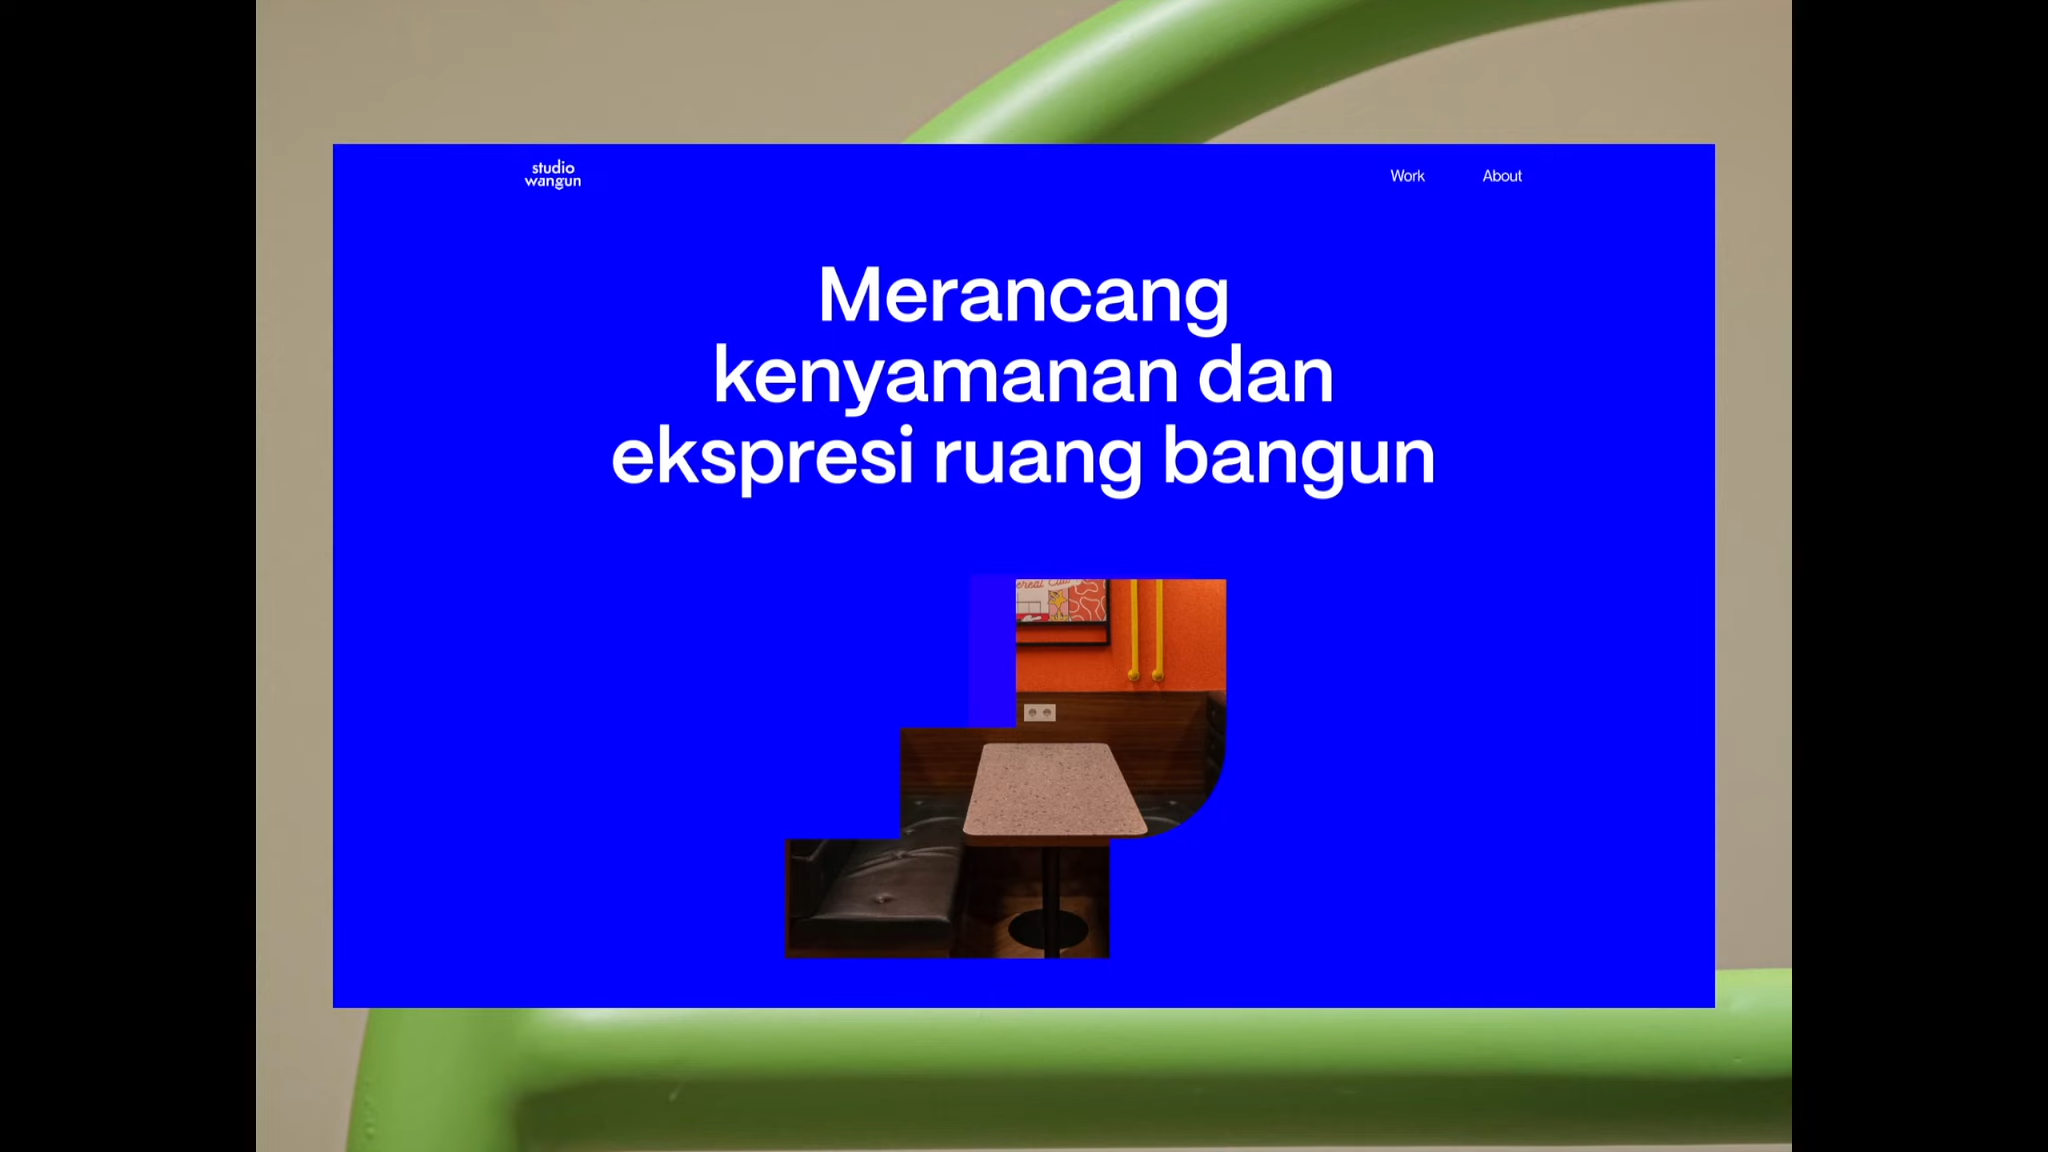 studio
wangun
Work
About
Merancang
kenyamanan dan
ekspresi ruang bangun